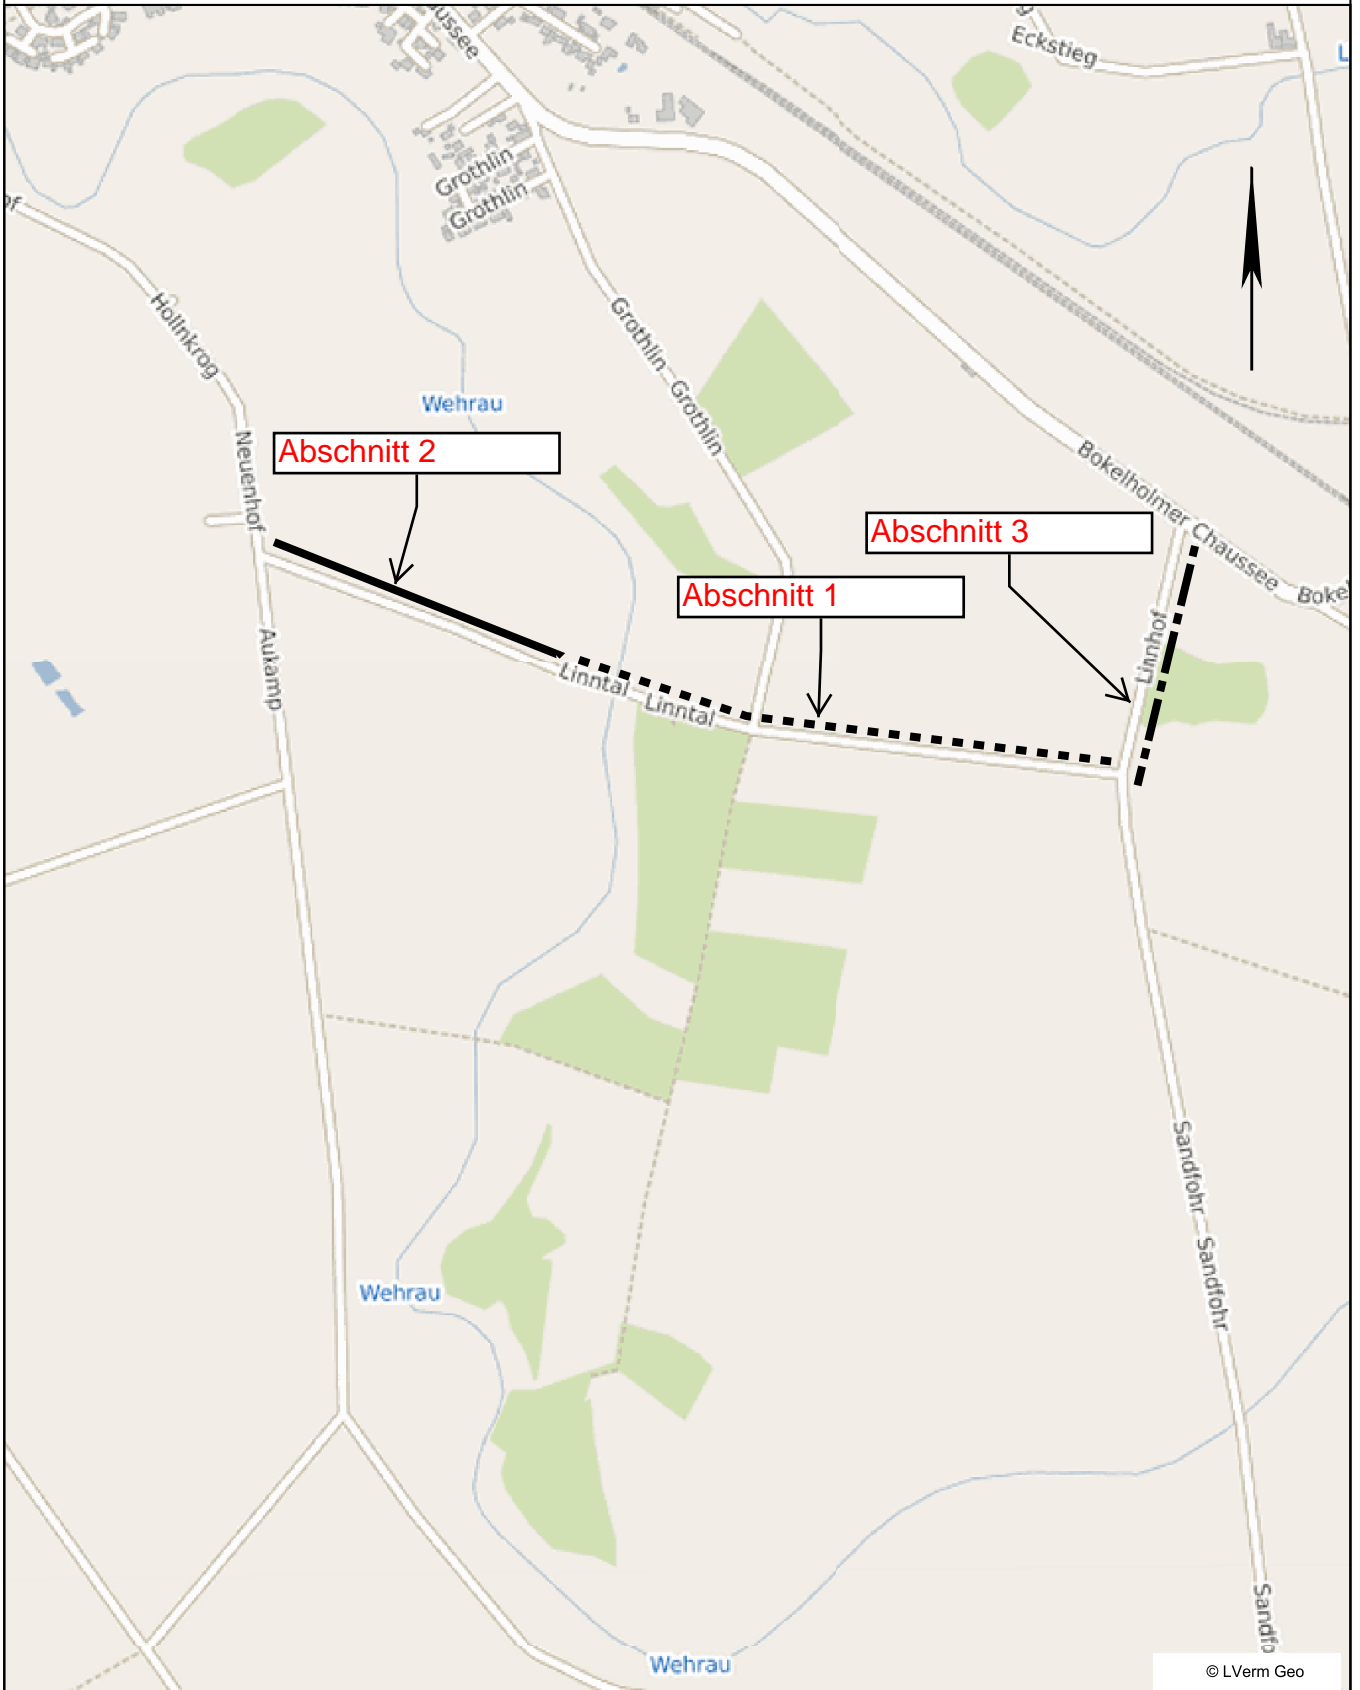 Eckstieg
Grothlin
Grothlin
Hollnkrog
Grothlin
Grothlin
Wehrau
Neuenhof
Abschnitt 2
Bokelholmer Chaussee
Abschnitt 3
Abschnitt 1
Linnhof
Aukamp
Linntal
Linntal
Sandfohr
Sandfohr
Wehrau
Wehrau
© LVerm Geo